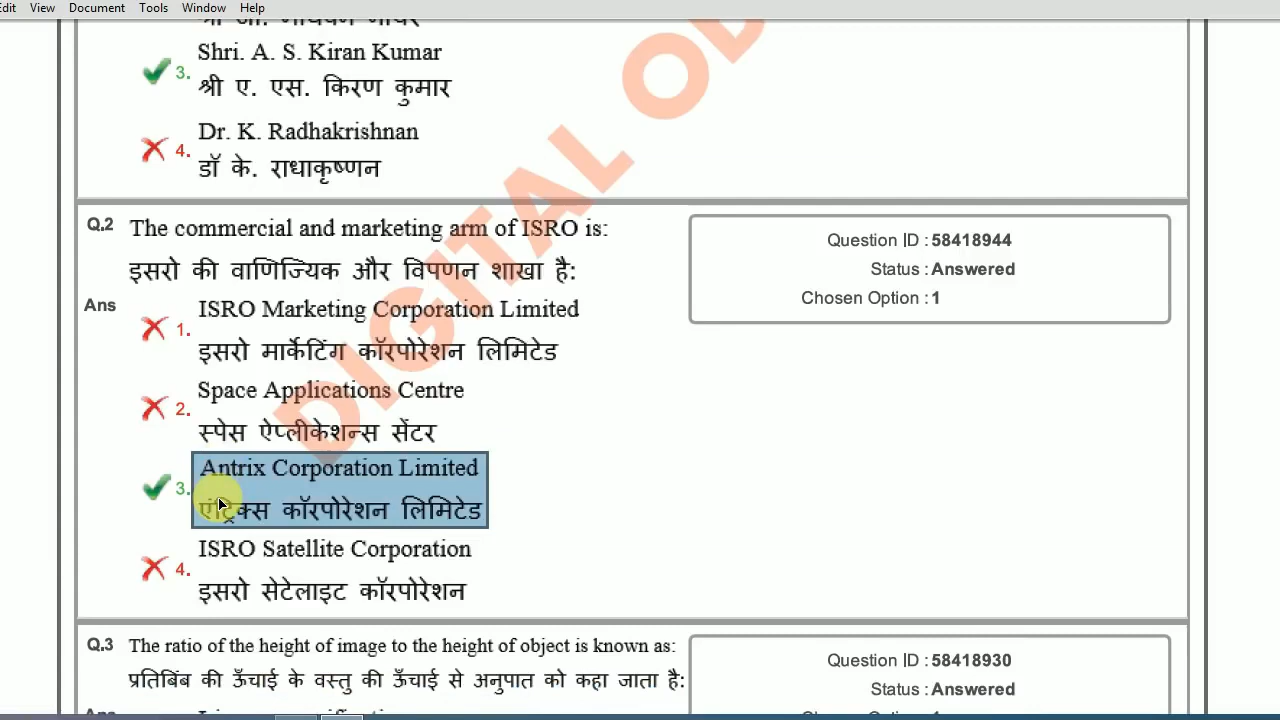 Edit View Document Tools Window Help
Shri. A. S. Kiran Kumar
3.
श्री ए. एस. किरण कुमार
Dr. K. Radhakrishnan
4.
डॉ के. राधाकृष्णन
Q.2 The commercial and marketing arm of ISRO is:
इसरो की वाणिज्यिक और विपणन शाखा है:
Ans
ISRO Marketing Corporation Limited
1.
इसरो मार्केटिंग कॉरपोरेशन लिमिटेड
Space Applications Centre
2.
स्पेस ऐप्लीकेशन्स सेंटर
Antrix Corporation Limited
3.
एंट्रिक्स कॉरपोरेशन लिमिटेड
ISRO Satellite Corporation
4.
इसरो सेटेलाइट कॉरपोरेशन
Question ID : 58418944
Status : Answered
Chosen Option : 1
Q.3 The ratio of the height of image to the height of object is known as:
प्रतिबिंब की ऊँचाई के वस्तु की ऊँचाई से अनुपात को कहा जाता है:
Question ID : 58418930
Status : Answered
DIGITAL